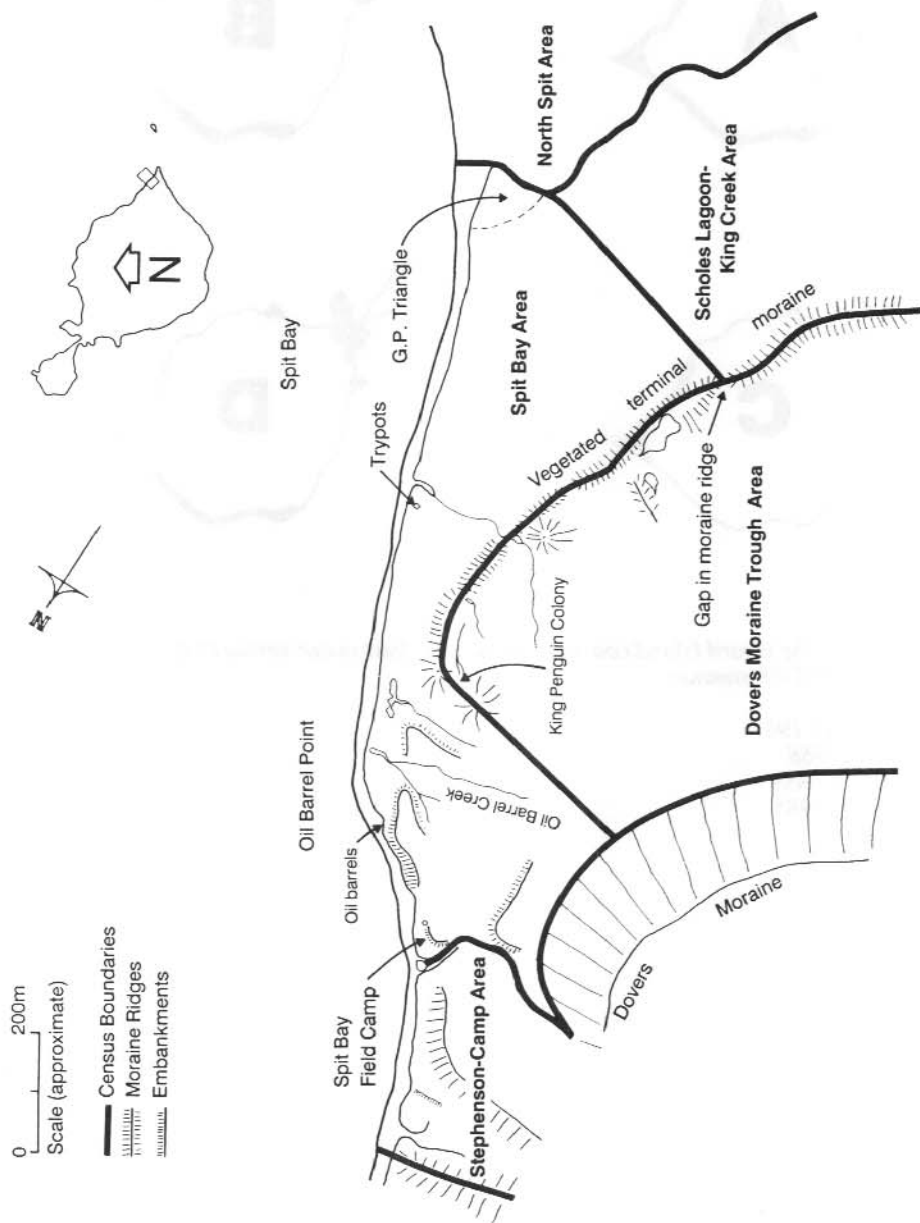 0 200m
Scale (approximate)
Census Boundaries
Moraine Ridges
Embankments
N
N
Spit Bay
Oil Barrel Point
Oil barrels
Spit Bay
Field Camp
Trypots
G.P. Triangle
North Spit Area
Spit Bay Area
Scholes Lagoon-
King Creek Area
Vegetated terminal moraine
King Penguin Colony
Oil Barrel Creek
Gap in moraine ridge
Dovers Moraine Trough Area
Stephenson-Camp Area
Dovers Moraine